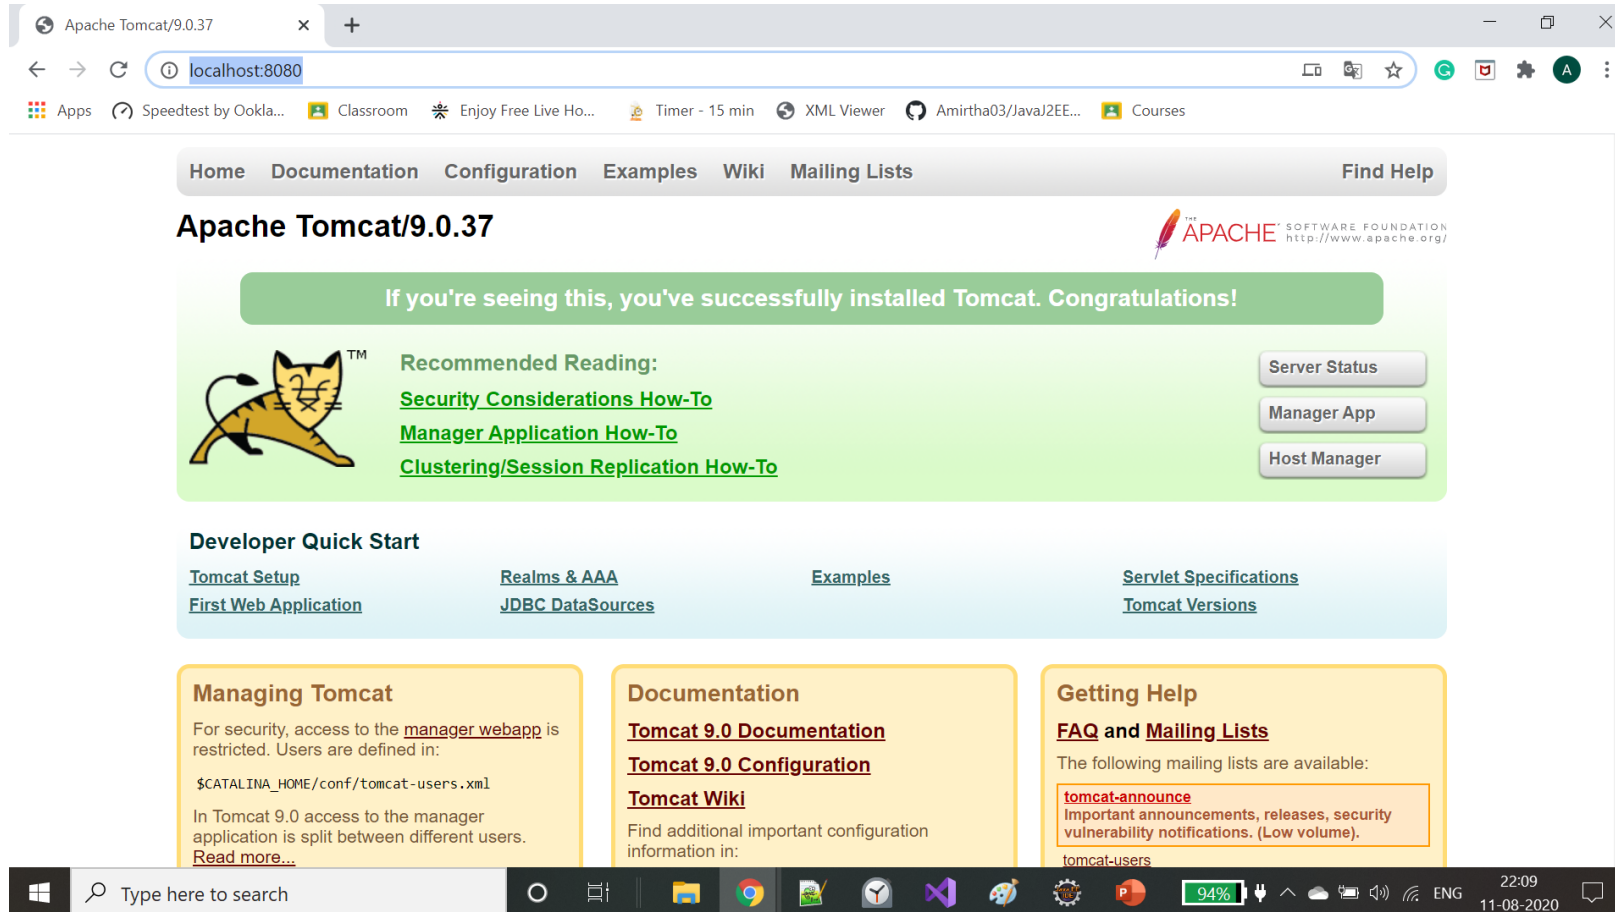 Apache Tomcat/9.0.37
localhost:8080
A
Apps Speedtest by Ookla... Classroom Enjoy Free Live Ho... Timer - 15 min XML Viewer Amirtha03/JavaJ2EE... Courses
Home Documentation Configuration Examples Wiki Mailing Lists Find Help
Apache Tomcat/9.0.37
THE APACHE SOFTWARE FOUNDATION
http://www.apache.org/
If you're seeing this, you've successfully installed Tomcat. Congratulations!
TM
Recommended Reading:
Security Considerations How-To
Manager Application How-To
Clustering/Session Replication How-To
Server Status
Manager App
Host Manager
Developer Quick Start
Tomcat Setup
First Web Application
Realms & AAA
JDBC DataSources
Examples
Servlet Specifications
Tomcat Versions
Managing Tomcat
For security, access to the manager webapp is
restricted. Users are defined in:
$CATALINA_HOME/conf/tomcat-users.xml
In Tomcat 9.0 access to the manager
application is split between different users.
Read more...
Documentation
Tomcat 9.0 Documentation
Tomcat 9.0 Configuration
Tomcat Wiki
Find additional important configuration
information in:
Getting Help
FAQ and Mailing Lists
The following mailing lists are available:
tomcat-announce
Important announcements, releases, security
vulnerability notifications. (Low volume).
tomcat-users
Type here to search
94%
ENG
22:09
11-08-2020